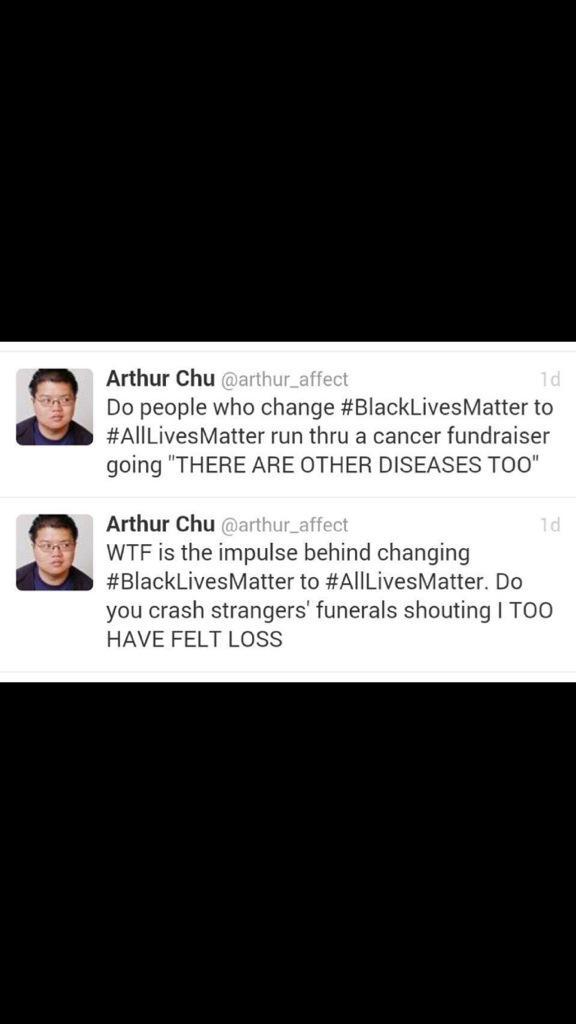 Arthur Chu @arthur_affect 1d
Do people who change #BlackLivesMatter to
#AllLivesMatter run thru a cancer fundraiser
going "THERE ARE OTHER DISEASES TOO"
Arthur Chu @arthur_affect 1d
WTF is the impulse behind changing
#BlackLivesMatter to #AllLivesMatter. Do
you crash strangers' funerals shouting I TOO
HAVE FELT LOSS